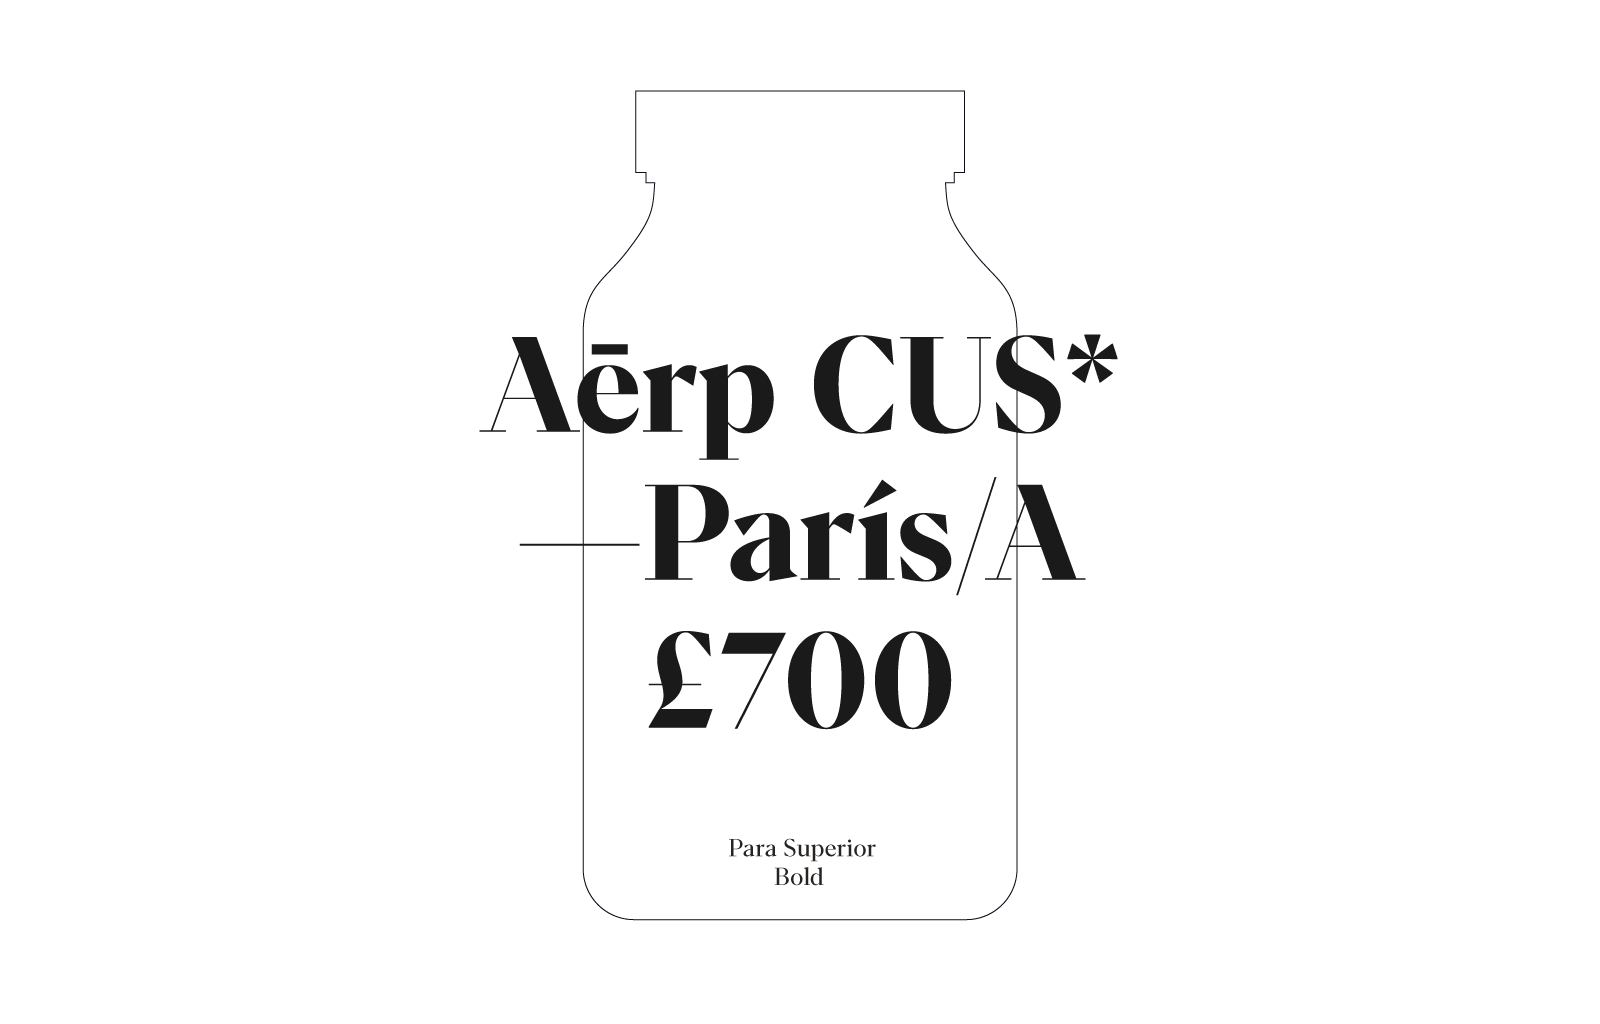 Aērp CUS*
—París/A
£700
Para Superior
Bold